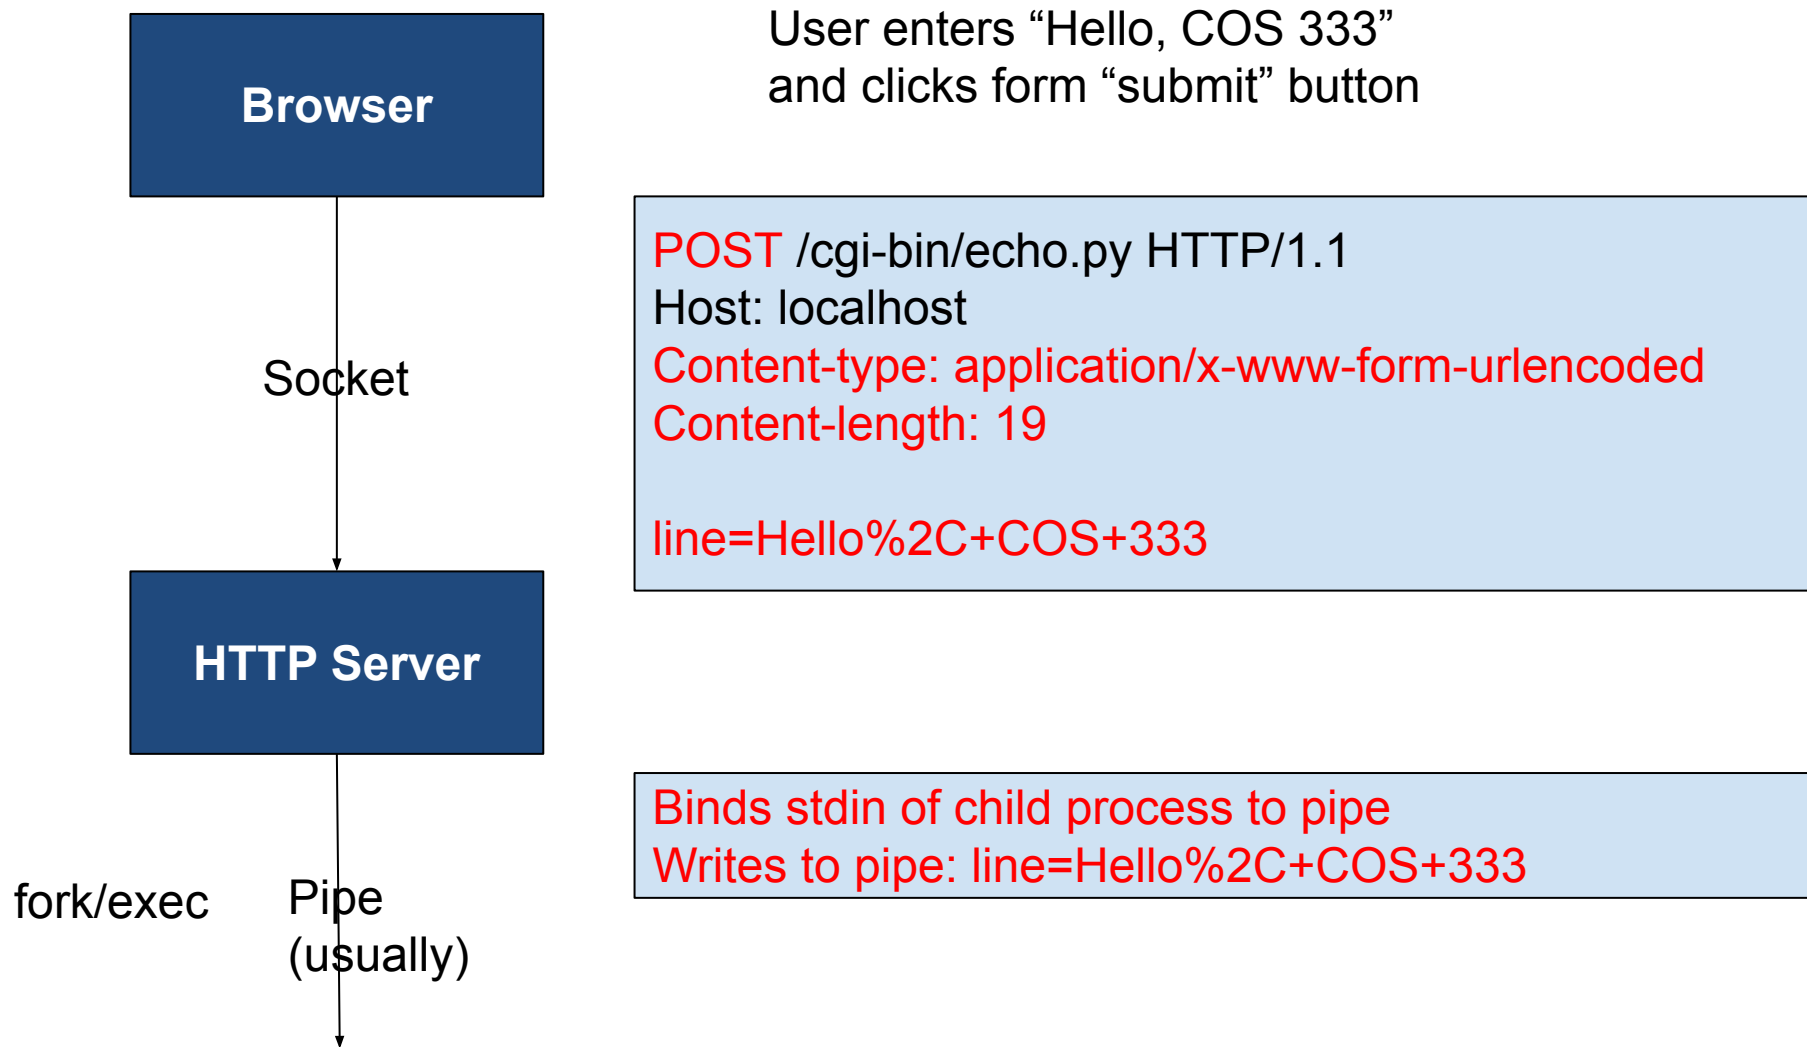 User enters “Hello, COS 333”
and clicks form “submit” button
Browser
POST /cgi-bin/echo.py HTTP/1.1
Host: localhost
Content-type: application/x-www-form-urlencoded
Content-length: 19
line=Hello%2C+COS+333
Socket
HTTP Server
Binds stdin of child process to pipe
Writes to pipe: line=Hello%2C+COS+333
fork/exec
Pipe
(usually)